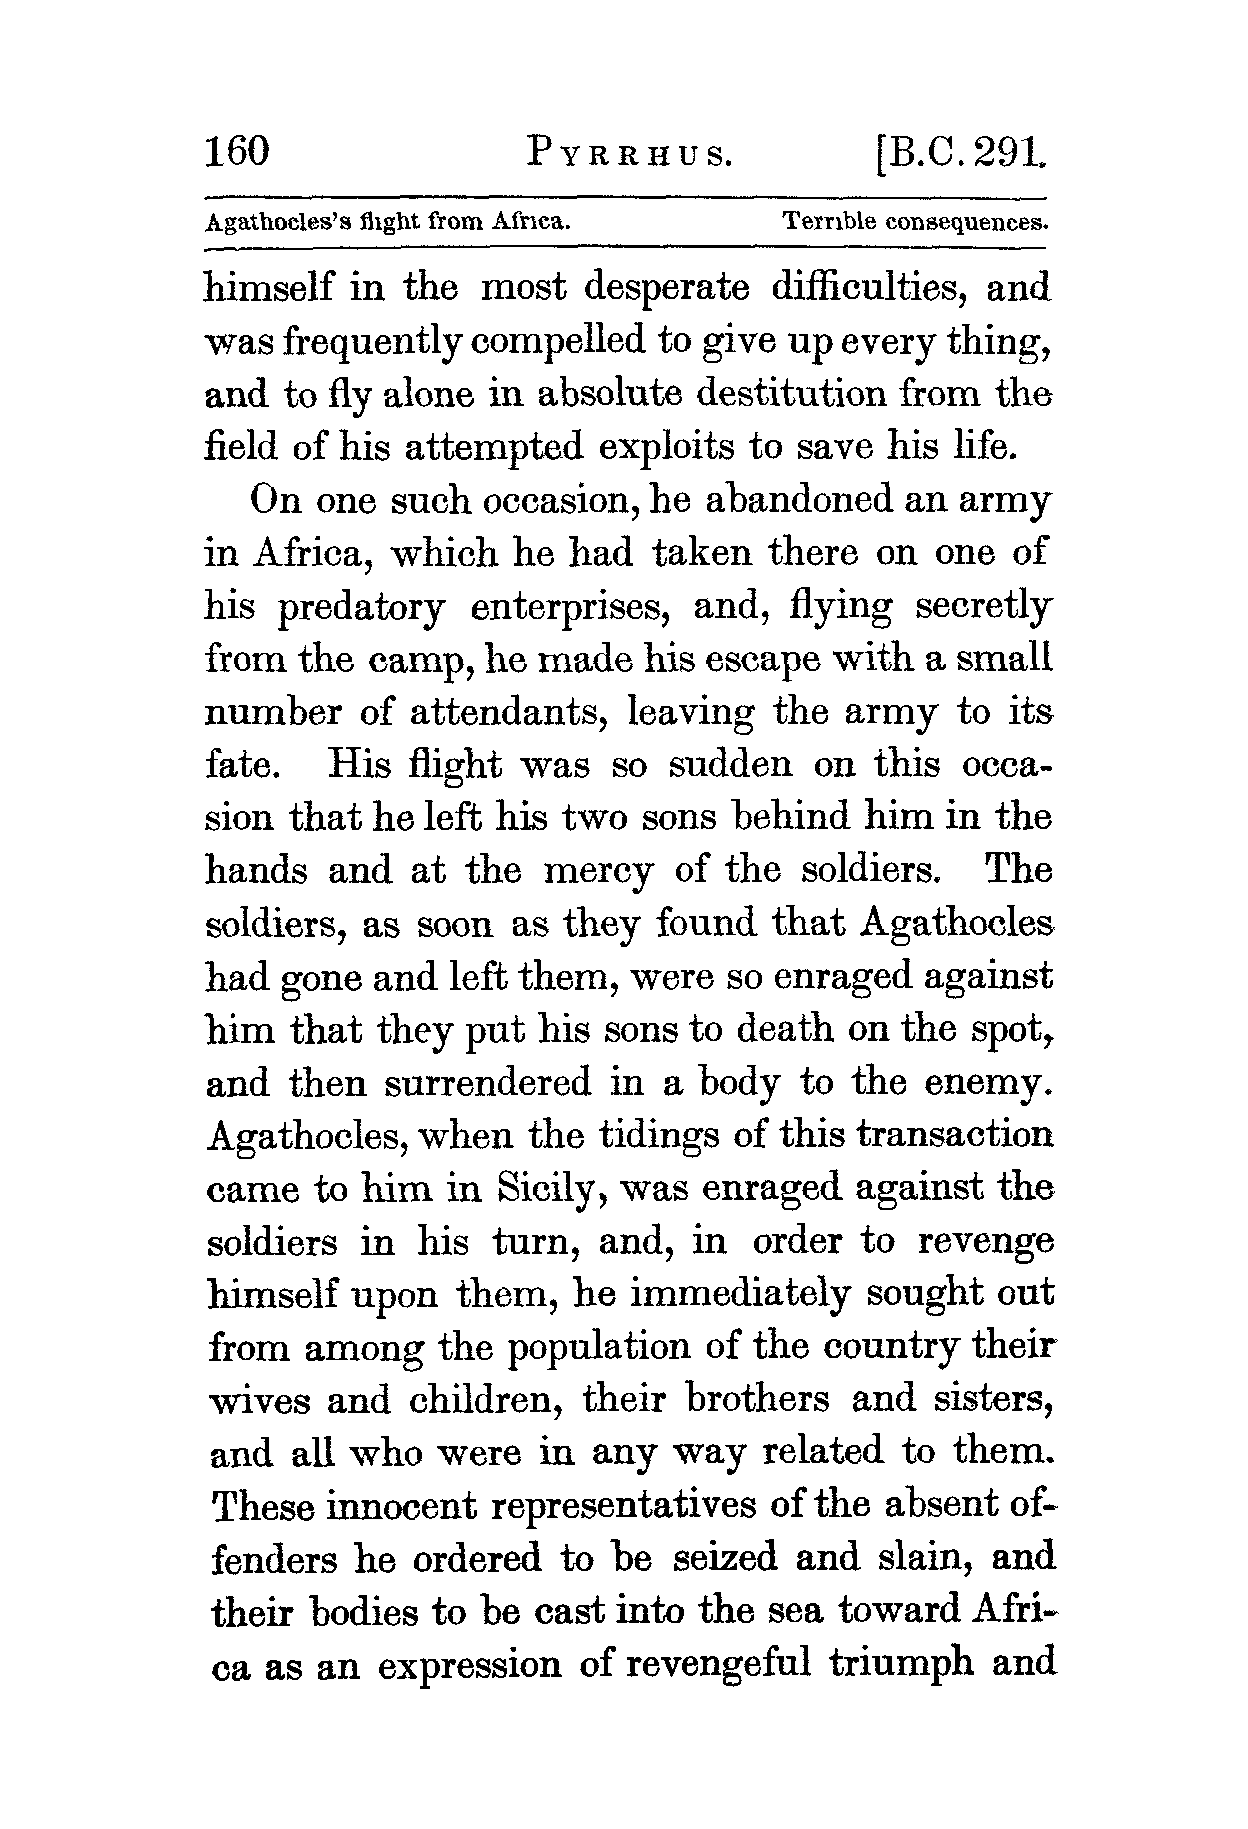 160 PYRRHUS. [B.C. 291.
Agathocles's flight from Africa. Terrible consequences.
himself in the most desperate difficulties, and
was frequently compelled to give up every thing,
and to fly alone in absolute destitution from the
field of his attempted exploits to save his life.
On one such occasion, he abandoned an army
in Africa, which he had taken there on one of
his predatory enterprises, and, flying secretly
from the camp, he made his escape with a small
number of attendants, leaving the army to its
fate. His flight was so sudden on this occa-
sion that he left his two sons behind him in the
hands and at the mercy of the soldiers. The
soldiers, as soon as they found that Agathocles
had gone and left them, were so enraged against
him that they put his sons to death on the spot,
and then surrendered in a body to the enemy.
Agathocles, when the tidings of this transaction
came to him in Sicily, was enraged against the
soldiers in his turn, and, in order to revenge
himself upon them, he immediately sought out
from among the population of the country their
wives and children, their brothers and sisters,
and all who were in any way related to them.
These innocent representatives of the absent of-
fenders he ordered to be seized and slain, and
their bodies to be cast into the sea toward Afri-
ca as an expression of revengeful triumph and